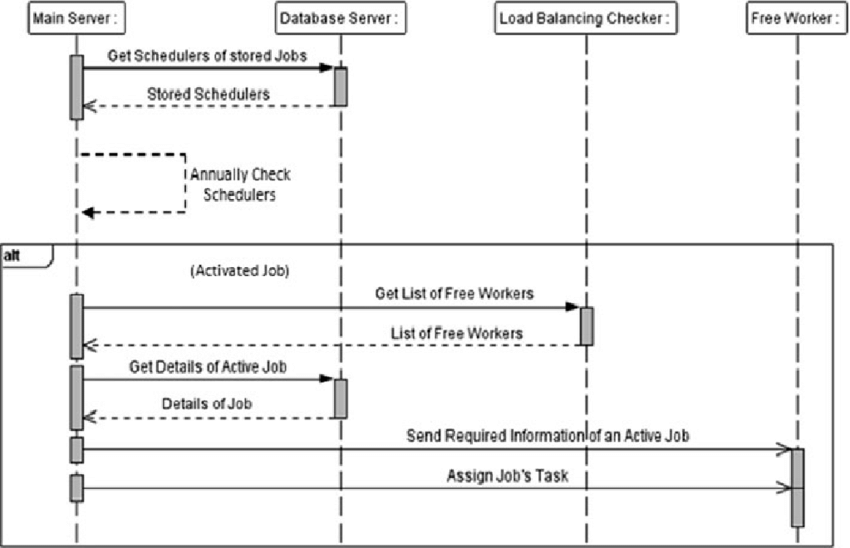 Main Server :
Database Server :
Load Balancing Checker :
Free Worker :
Get Schedulers of stored Jobs
Stored Schedulers
Annually Check
Schedulers
alt
(Activated Job)
Get List of Free Workers
List of Free Workers
Get Details of Active Job
Details of Job
Send Required Information of an Active Job
Assign Job's Task